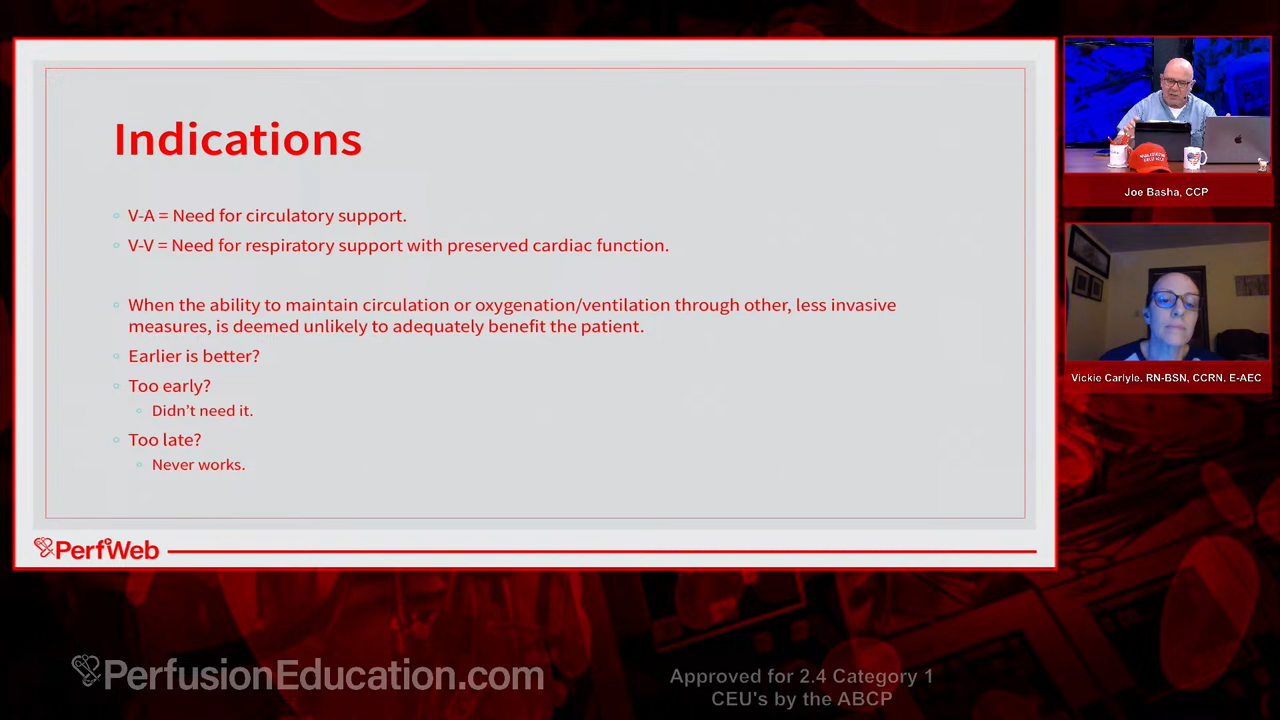 Indications
V-A = Need for circulatory support.
V-V = Need for respiratory support with preserved cardiac function.
When the ability to maintain circulation or oxygenation/ventilation through other, less invasive
measures, is deemed unlikely to adequately benefit the patient.
Earlier is better?
Too early?
Didn't need it.
Too late?
Never works.
PerfWeb
Joe Basha, CCP
Vickie Carlyle, RN-BSN, CCRN, E-AEC
PerfusionEducation.com
Approved for 2.4 Category 1
CEU's by the ABCP